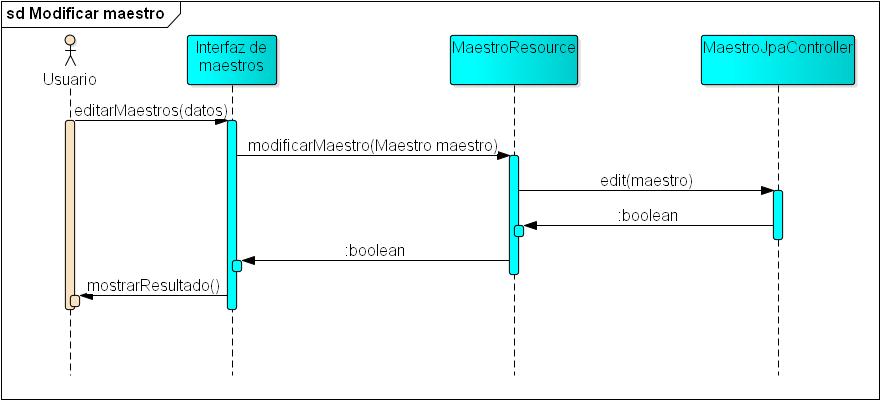 sd Modificar maestro
Usuario
Interfaz de
maestros
MaestroResource
MaestroJpaController
editarMaestros(datos)
modificarMaestro(Maestro maestro)
edit(maestro)
:boolean
:boolean
mostrarResultado()